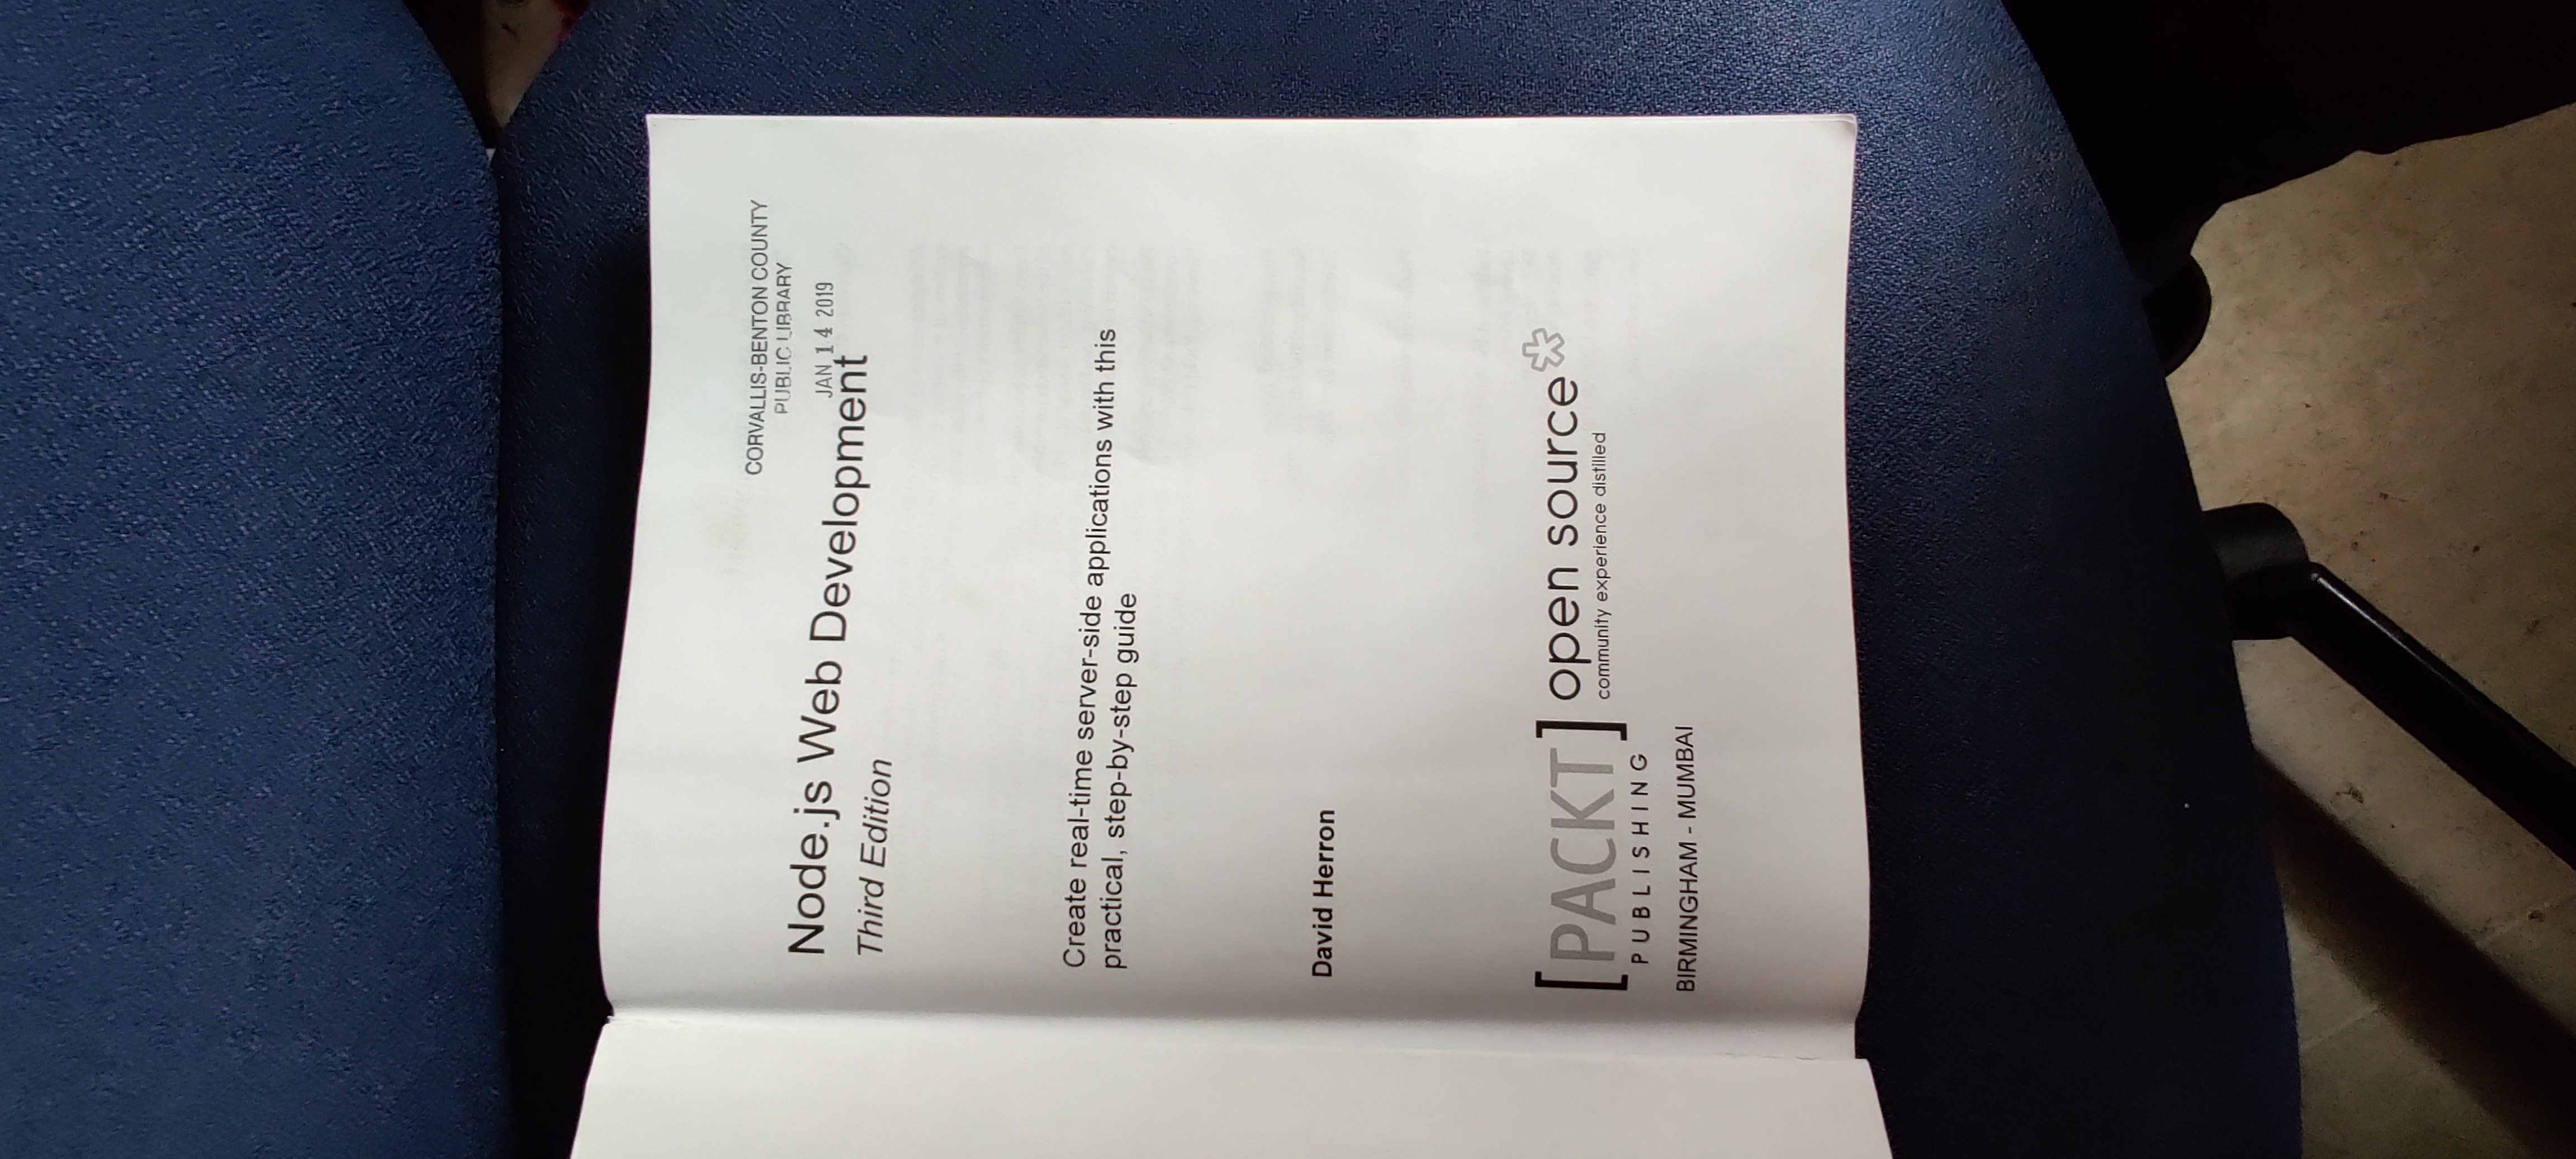 CORVALLIS-BENTON COUNTY
PUBLIC LIBRARY
JAN 14 2019
Node.js Web Development
Third Edition
Create real-time server-side applications with this
practical, step-by-step guide
David Herron
[PACKT]
PUBLISHING
open source*
community experience distilled
BIRMINGHAM - MUMBAI